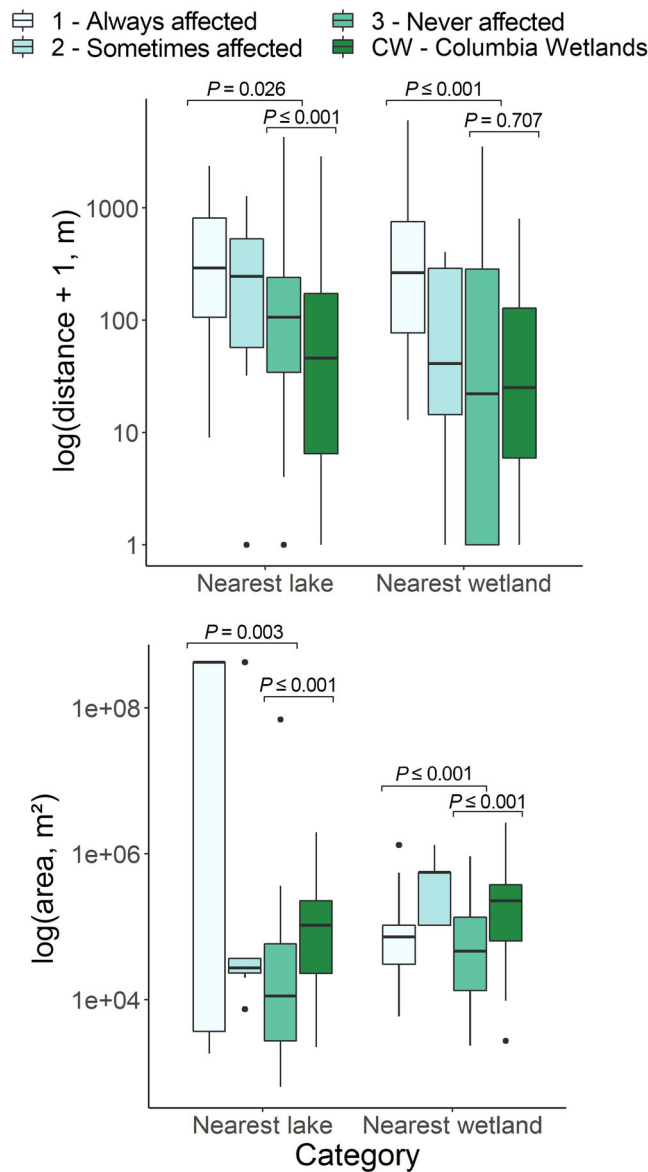 1 - Always affected
3 - Never affected
2 - Sometimes affected
CW - Columbia Wetlands
P = 0.026
P ≤ 0.001
P ≤ 0.001
P = 0.707
log(distance + 1, m)
1000
100
10
1
Nearest lake
Nearest wetland
P = 0.003
P ≤ 0.001
P ≤ 0.001
P ≤ 0.001
log(area, m²)
1e+08
1e+06
1e+04
Nearest lake
Nearest wetland
Category